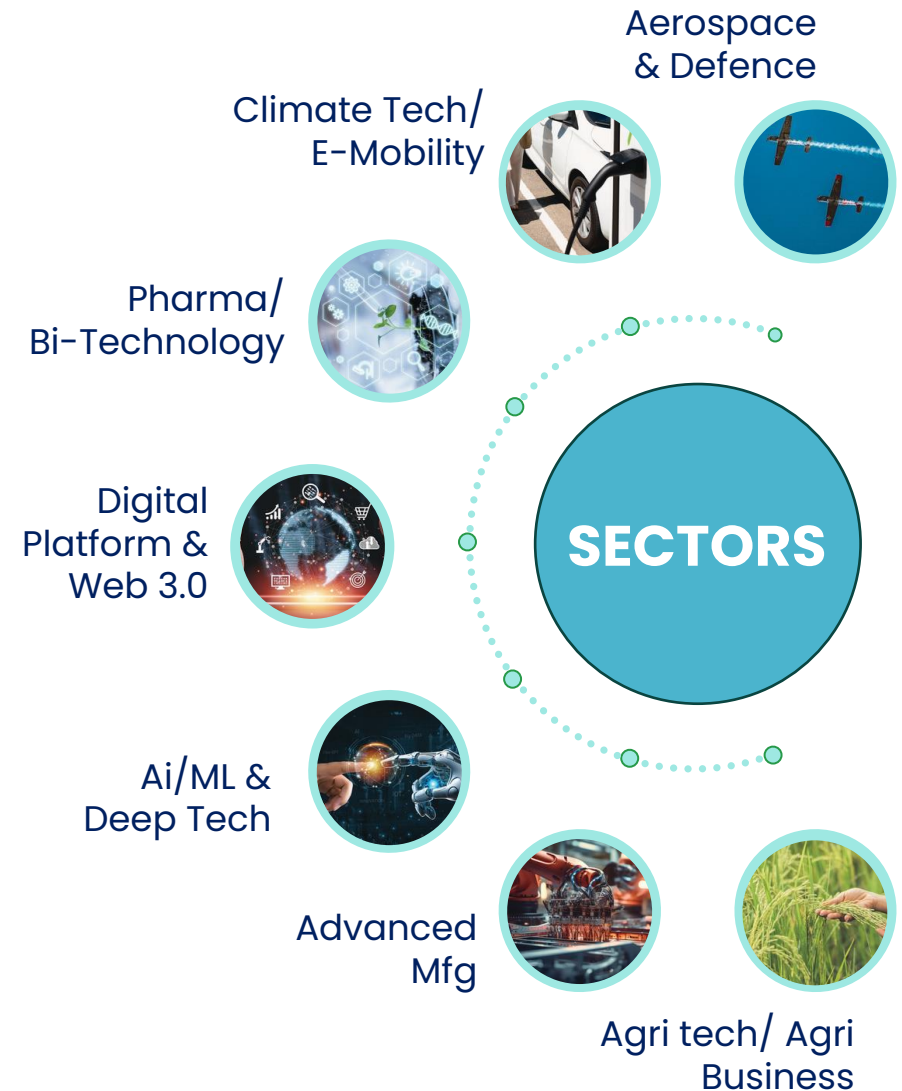 Aerospace
& Defence
Climate Tech/
E-Mobility
Pharma/
Bi-Technology
Digital
Platform &
Web 3.0
SECTORS
Ai/ML &
Deep Tech
Advanced
Mfg
Agri tech/ Agri
Business